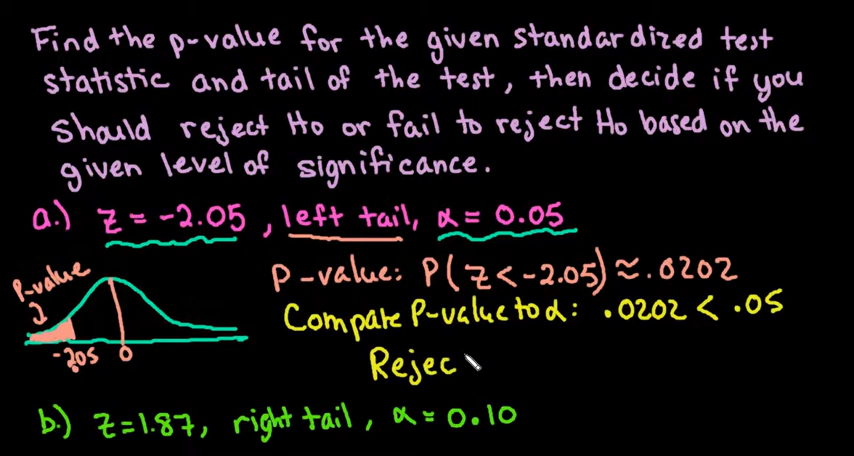 Find the p-value for the given standardized test
statistic and tail of the test, then decide if you
should reject Ho or fail to reject Ho based on the
given level of significance.
a.) z = -2.05, left tail, α = 0.05
P-value
P-value: P(z < -2.05) ≈ .0202
Compare P-value to α: .0202 < .05
-2.05 0
Rejec
b.) z = 1.87, right tail, α = 0.10